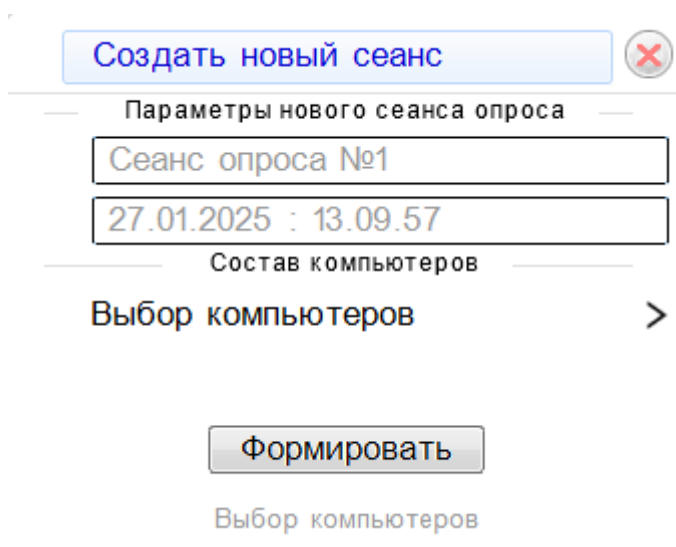 Создать новый сеанс
Параметры нового сеанса опроса
Сеанс опроса №1
27.01.2025 : 13.09.57
Состав компьютеров
Выбор компьютеров
Формировать
Выбор компьютеров